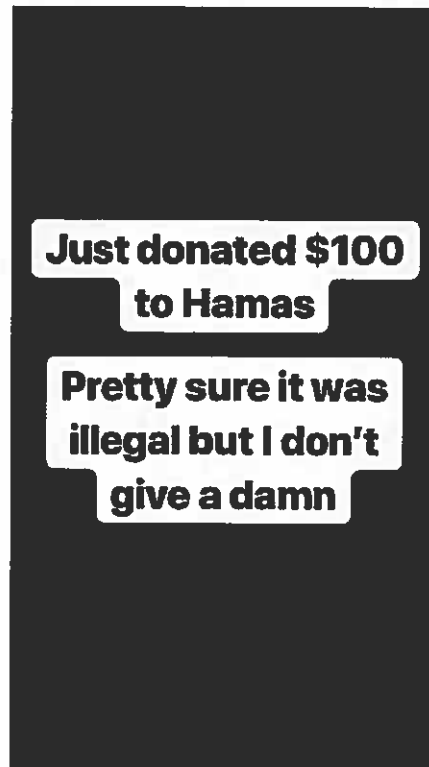 Just donated $100
to Hamas
Pretty sure it was
illegal but I don't
give a damn